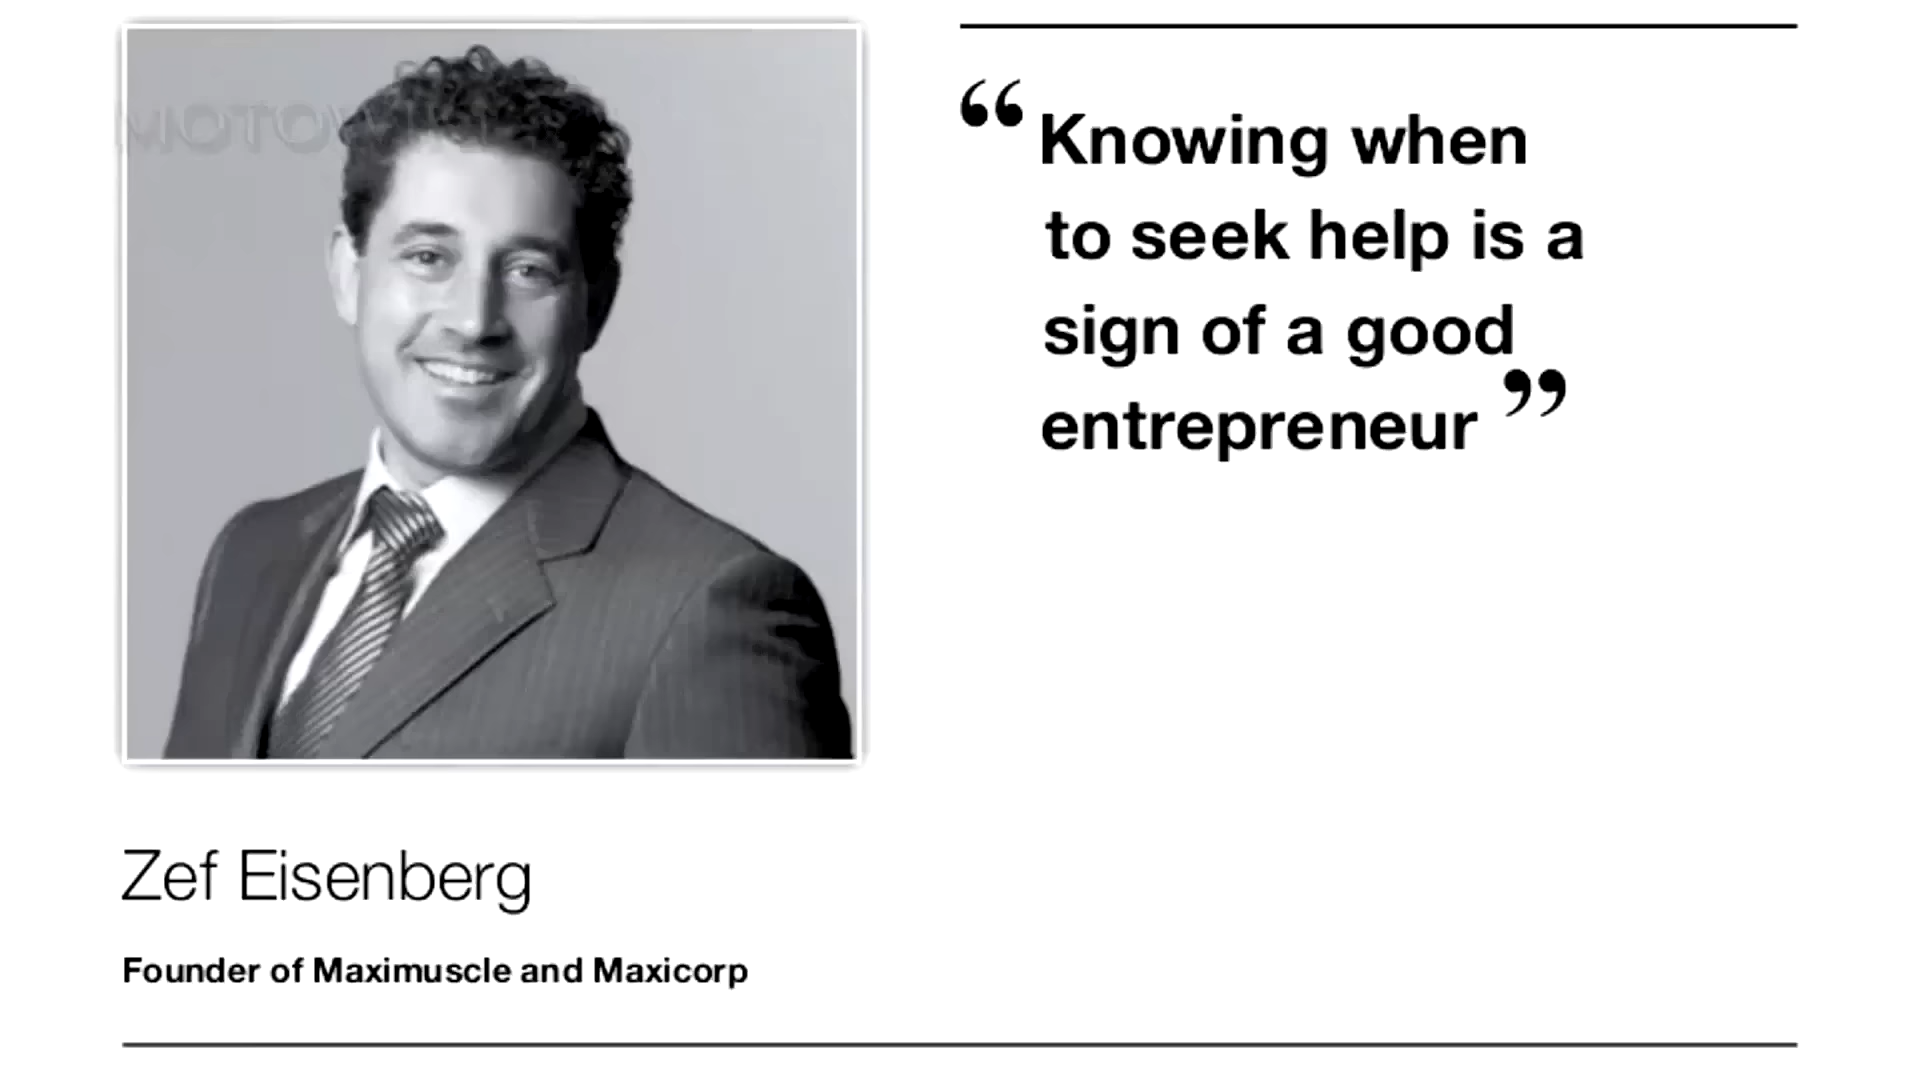 “Knowing when
to seek help is a
sign of a good
entrepreneur”
Zef Eisenberg
Founder of Maximuscle and Maxicorp